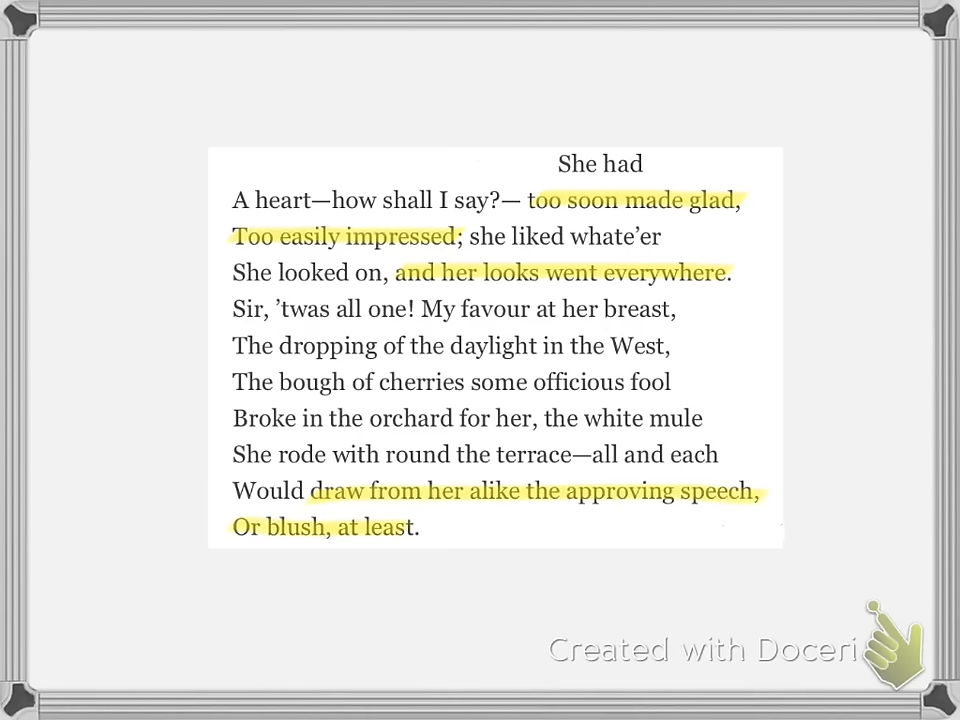 She had
A heart—how shall I say?— too soon made glad,
Too easily impressed; she liked whate’er
She looked on, and her looks went everywhere.
Sir, ’twas all one! My favour at her breast,
The dropping of the daylight in the West,
The bough of cherries some officious fool
Broke in the orchard for her, the white mule
She rode with round the terrace—all and each
Would draw from her alike the approving speech,
Or blush, at least.
Created with Doceri